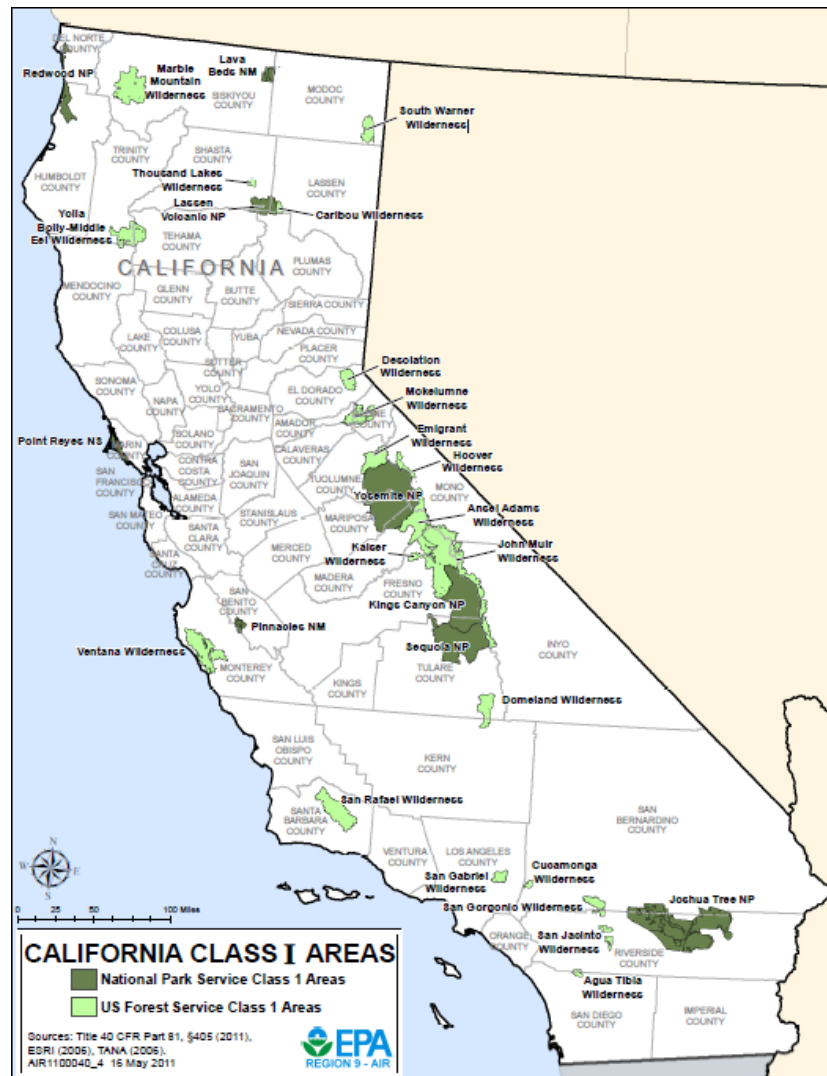 DEL NORTE
COUNTY
Redwood NP
Marble
Mountain
Wilderness
Lava
Beds NM
SISKIYOU
COUNTY
MODOC
COUNTY
South Warner
Wilderness
TRINITY
COUNTY
SHASTA
COUNTY
HUMBOLDT
COUNTY
Thousand Lakes
Wilderness
LASSEN
COUNTY
Lassen
Volcanic NP
Caribou Wilderness
Yolla
Bolly-Middle
Eel Wilderness
TEHAMA
COUNTY
PLUMAS
COUNTY
CALIFORNIA
MENDOCINO
COUNTY
GLENN
COUNTY
BUTTE
COUNTY
SIERRA COUNTY
LAKE
COUNTY
COLUSA
COUNTY
YUBA
NEVADA COUNTY
PLACER
COUNTY
SUTTER
COUNTY
SONOMA
COUNTY
NAPA
COUNTY
YOLO
COUNTY
EL DORADO
COUNTY
Desolation
Wilderness
SACRAMENTO
COUNTY
AMADOR
COUNTY
ALPINE
COUNTY
Mokelumne
Wilderness
Point Reyes NS
MARIN
COUNTY
SOLANO
COUNTY
CALAVERAS
COUNTY
Emigrant
Wilderness
Hoover
Wilderness
SAN
FRANCISCO
COUNTY
CONTRA
COSTA
COUNTY
SAN
JOAQUIN
COUNTY
TUOLUMNE
COUNTY
MONO
COUNTY
ALAMEDA
COUNTY
Yosemite NP
SAN MATEO
COUNTY
SANTA
CLARA
COUNTY
STANISLAUS
COUNTY
MARIPOSA
COUNTY
Ansel Adams
Wilderness
SANTA
CRUZ
COUNTY
MERCED
COUNTY
Kaiser
Wilderness
John Muir
Wilderness
MADERA
COUNTY
FRESNO
COUNTY
SAN
BENITO
COUNTY
Kings Canyon NP
Pinnacles NM
Ventana Wilderness
MONTEREY
COUNTY
Sequoia NP
TULARE
COUNTY
INYO
COUNTY
KINGS
COUNTY
Domeland Wilderness
SAN LUIS
OBISPO
COUNTY
KERN
COUNTY
San Rafael Wilderness
SANTA
BARBARA
COUNTY
SAN
BERNARDINO
COUNTY
VENTURA
COUNTY
LOS ANGELES
COUNTY
San Gabriel
Wilderness
Cucamonga
Wilderness
San Gorgonio Wilderness
Joshua Tree NP
ORANGE
COUNTY
San Jacinto
Wilderness
RIVERSIDE
COUNTY
Agua Tibia
Wilderness
SAN DIEGO
COUNTY
IMPERIAL
COUNTY
N
W E
S
0 25 50 100 Miles
CALIFORNIA CLASS I AREAS
National Park Service Class 1 Areas
US Forest Service Class 1 Areas
Sources: Title 40 CFR Part 81, §405 (2011),
ESRI (2006), TANA (2006).
AIR1100040_4 16 May 2011
EPA
REGION 9 - AIR